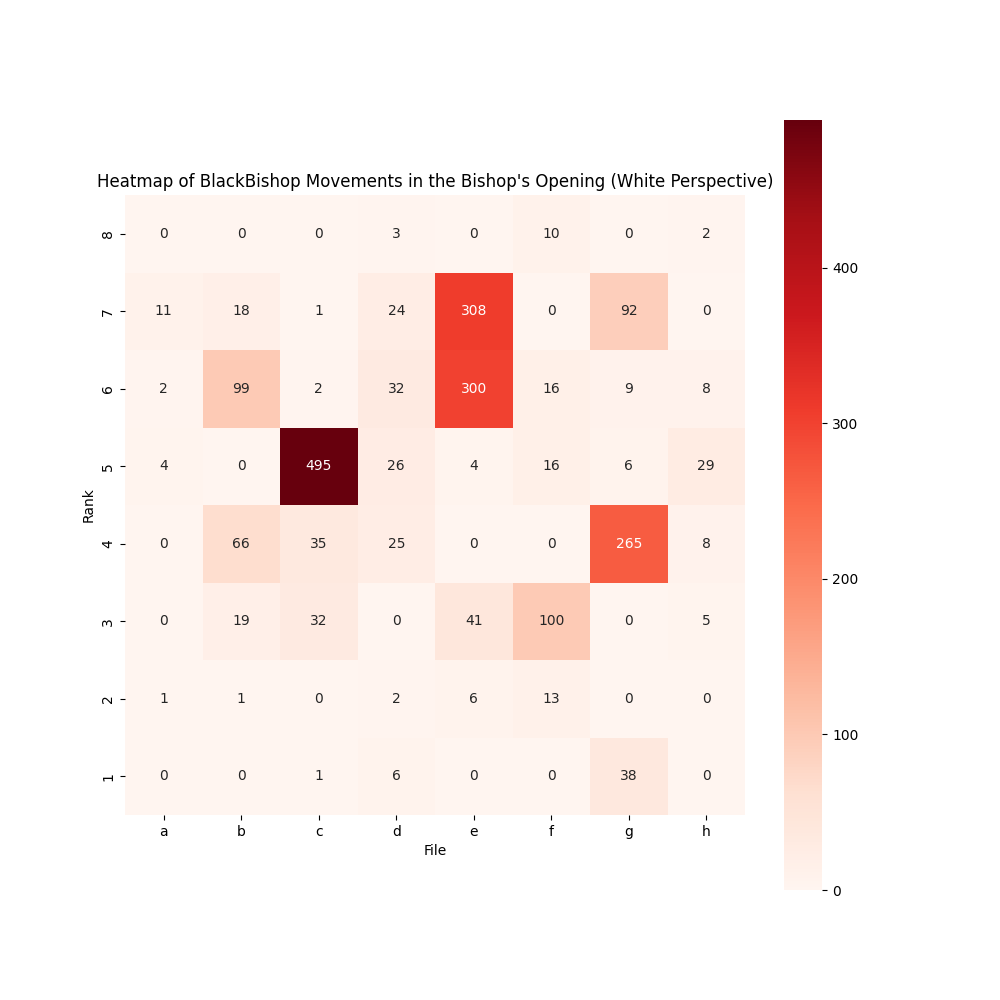 Heatmap of BlackBishop Movements in the Bishop's Opening (White Perspective)
8 0 0 0 3 0 10 0 2
7 11 18 1 24 308 0 92 0
6 2 99 2 32 300 16 9 8
5 4 0 495 26 4 16 6 29
4 0 66 35 25 0 0 265 8
3 0 19 32 0 41 100 0 5
2 1 1 0 2 6 13 0 0
1 0 0 1 6 0 0 38 0
a b c d e f g h
File
Rank
400
300
200
100
0